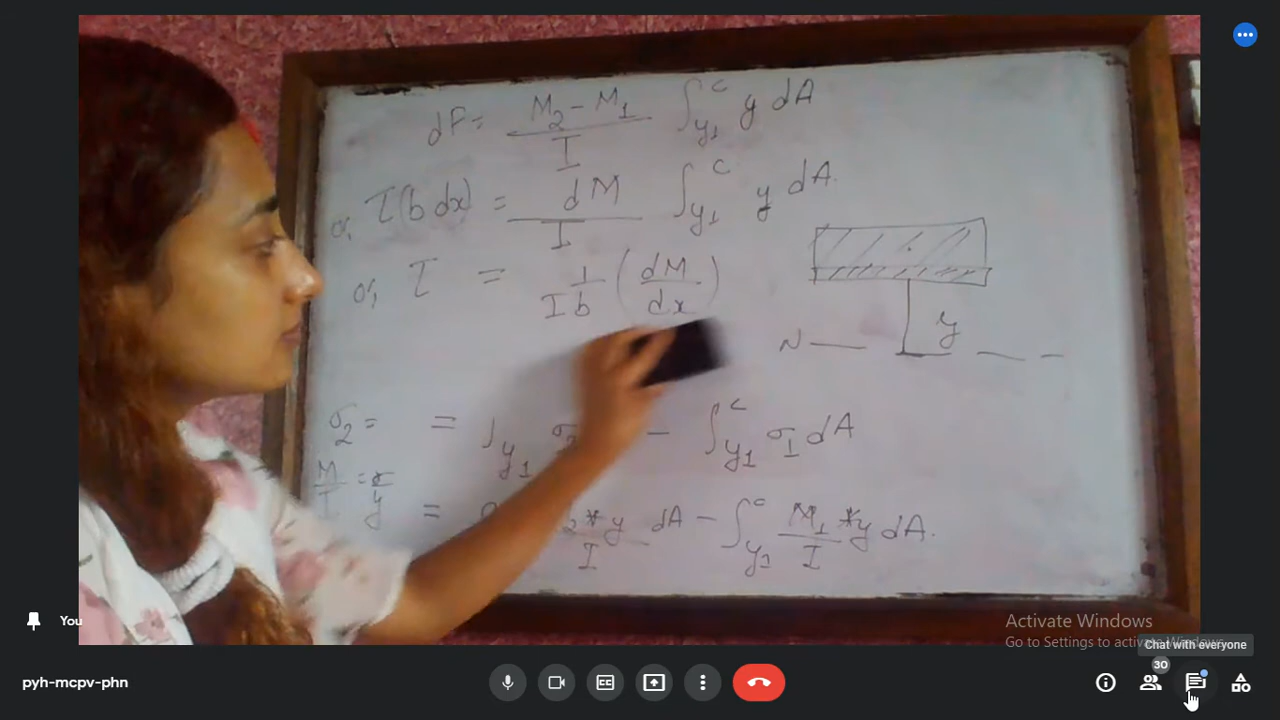 dF = M2 - M1 / I ∫y1^c y dA
or, τ(b dx) = dM / I ∫y1^c y dA.
or, τ = 1 / I b (dM / dx)
y
N
σ2 = = ∫y1 - ∫y1^c σ1 dA
M / I = σ / y
= 2 * y / I dA - ∫y1^c M1 / I * y dA.
You
Activate Windows
Go to Settings to activate Windows.
Chat with everyone
pyh-mcpv-phn
CC
30